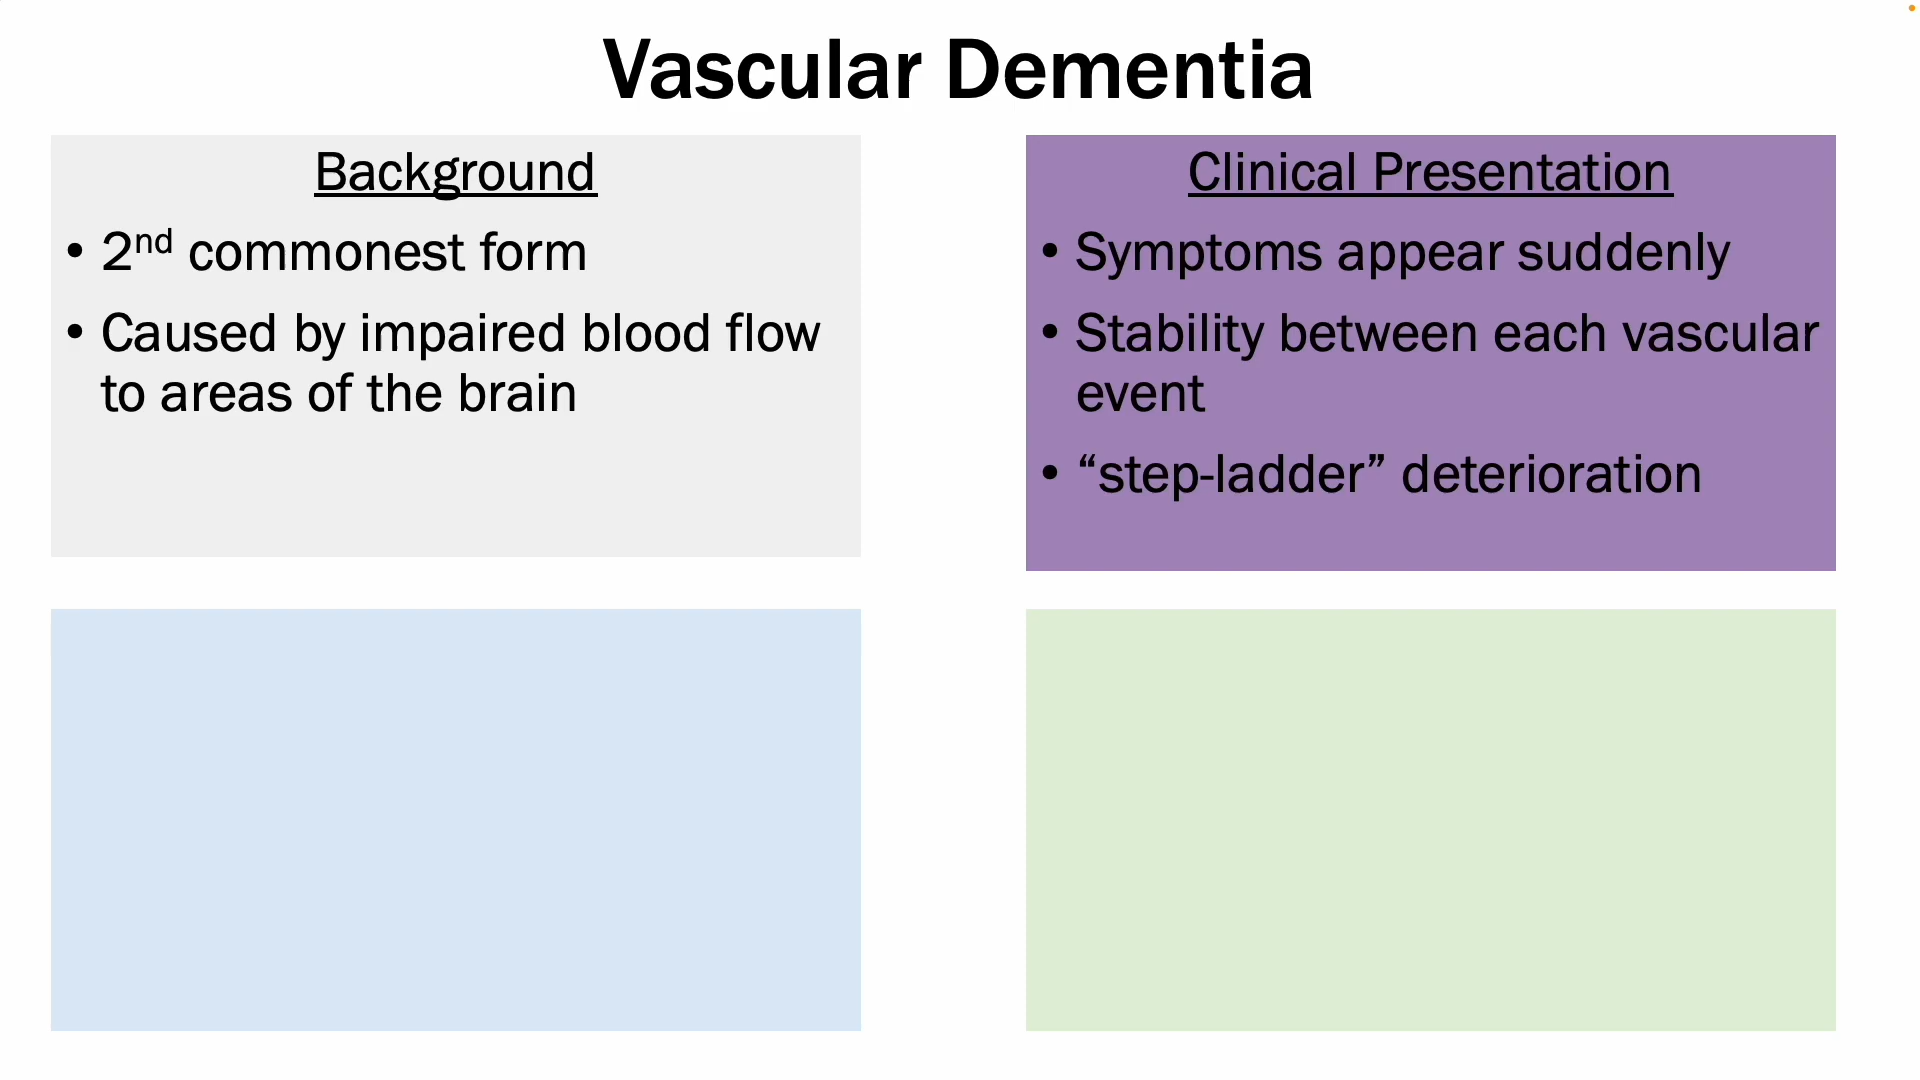 Vascular Dementia
Background
• 2nd commonest form
• Caused by impaired blood flow
to areas of the brain
Clinical Presentation
• Symptoms appear suddenly
• Stability between each vascular
event
• “step-ladder” deterioration